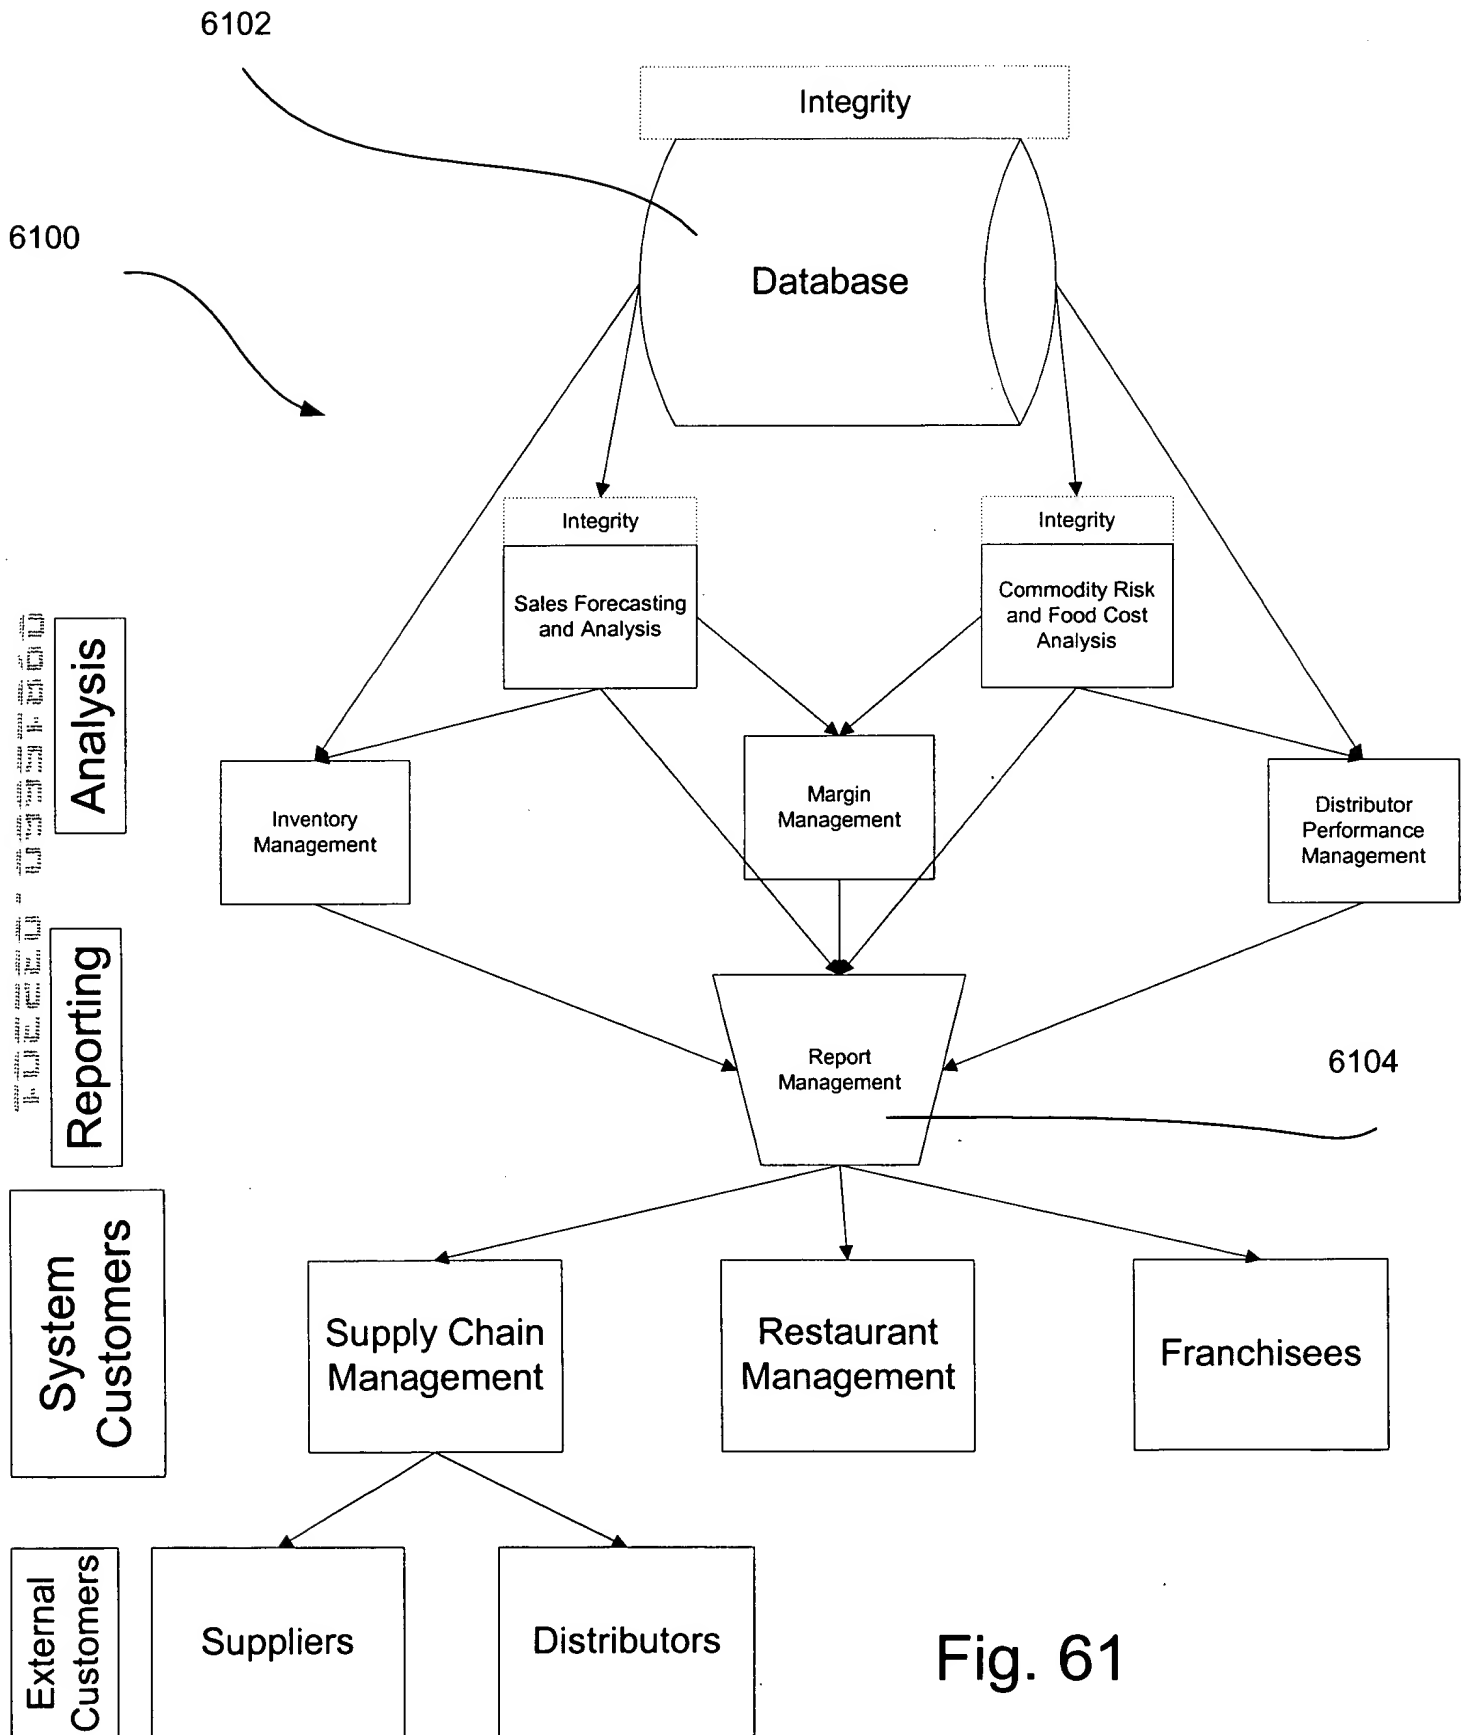 6102
Integrity
6100
Database
Integrity
Integrity
Sales Forecasting
and Analysis
Commodity Risk
and Food Cost
Analysis
Analysis
Inventory
Management
Margin
Management
Distributor
Performance
Management
Reporting
Report
Management
6104
System
Customers
Supply Chain
Management
Restaurant
Management
Franchisees
External
Customers
Suppliers
Distributors
Fig. 61